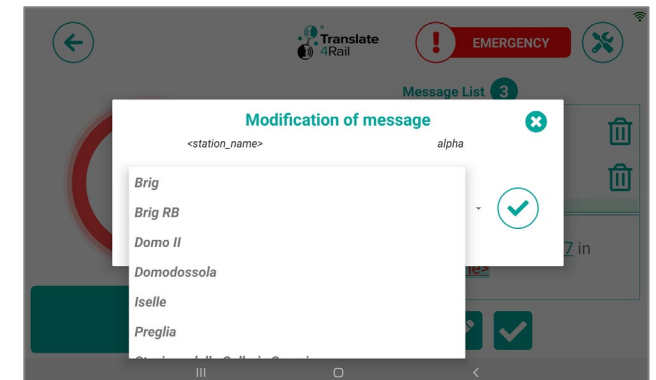 Translate
4Rail
! EMERGENCY
Message List 3
Modification of message
<station_name> alpha
Brig
Brig RB
Domo II
Domodossola
Iselle
Preglia
7 in